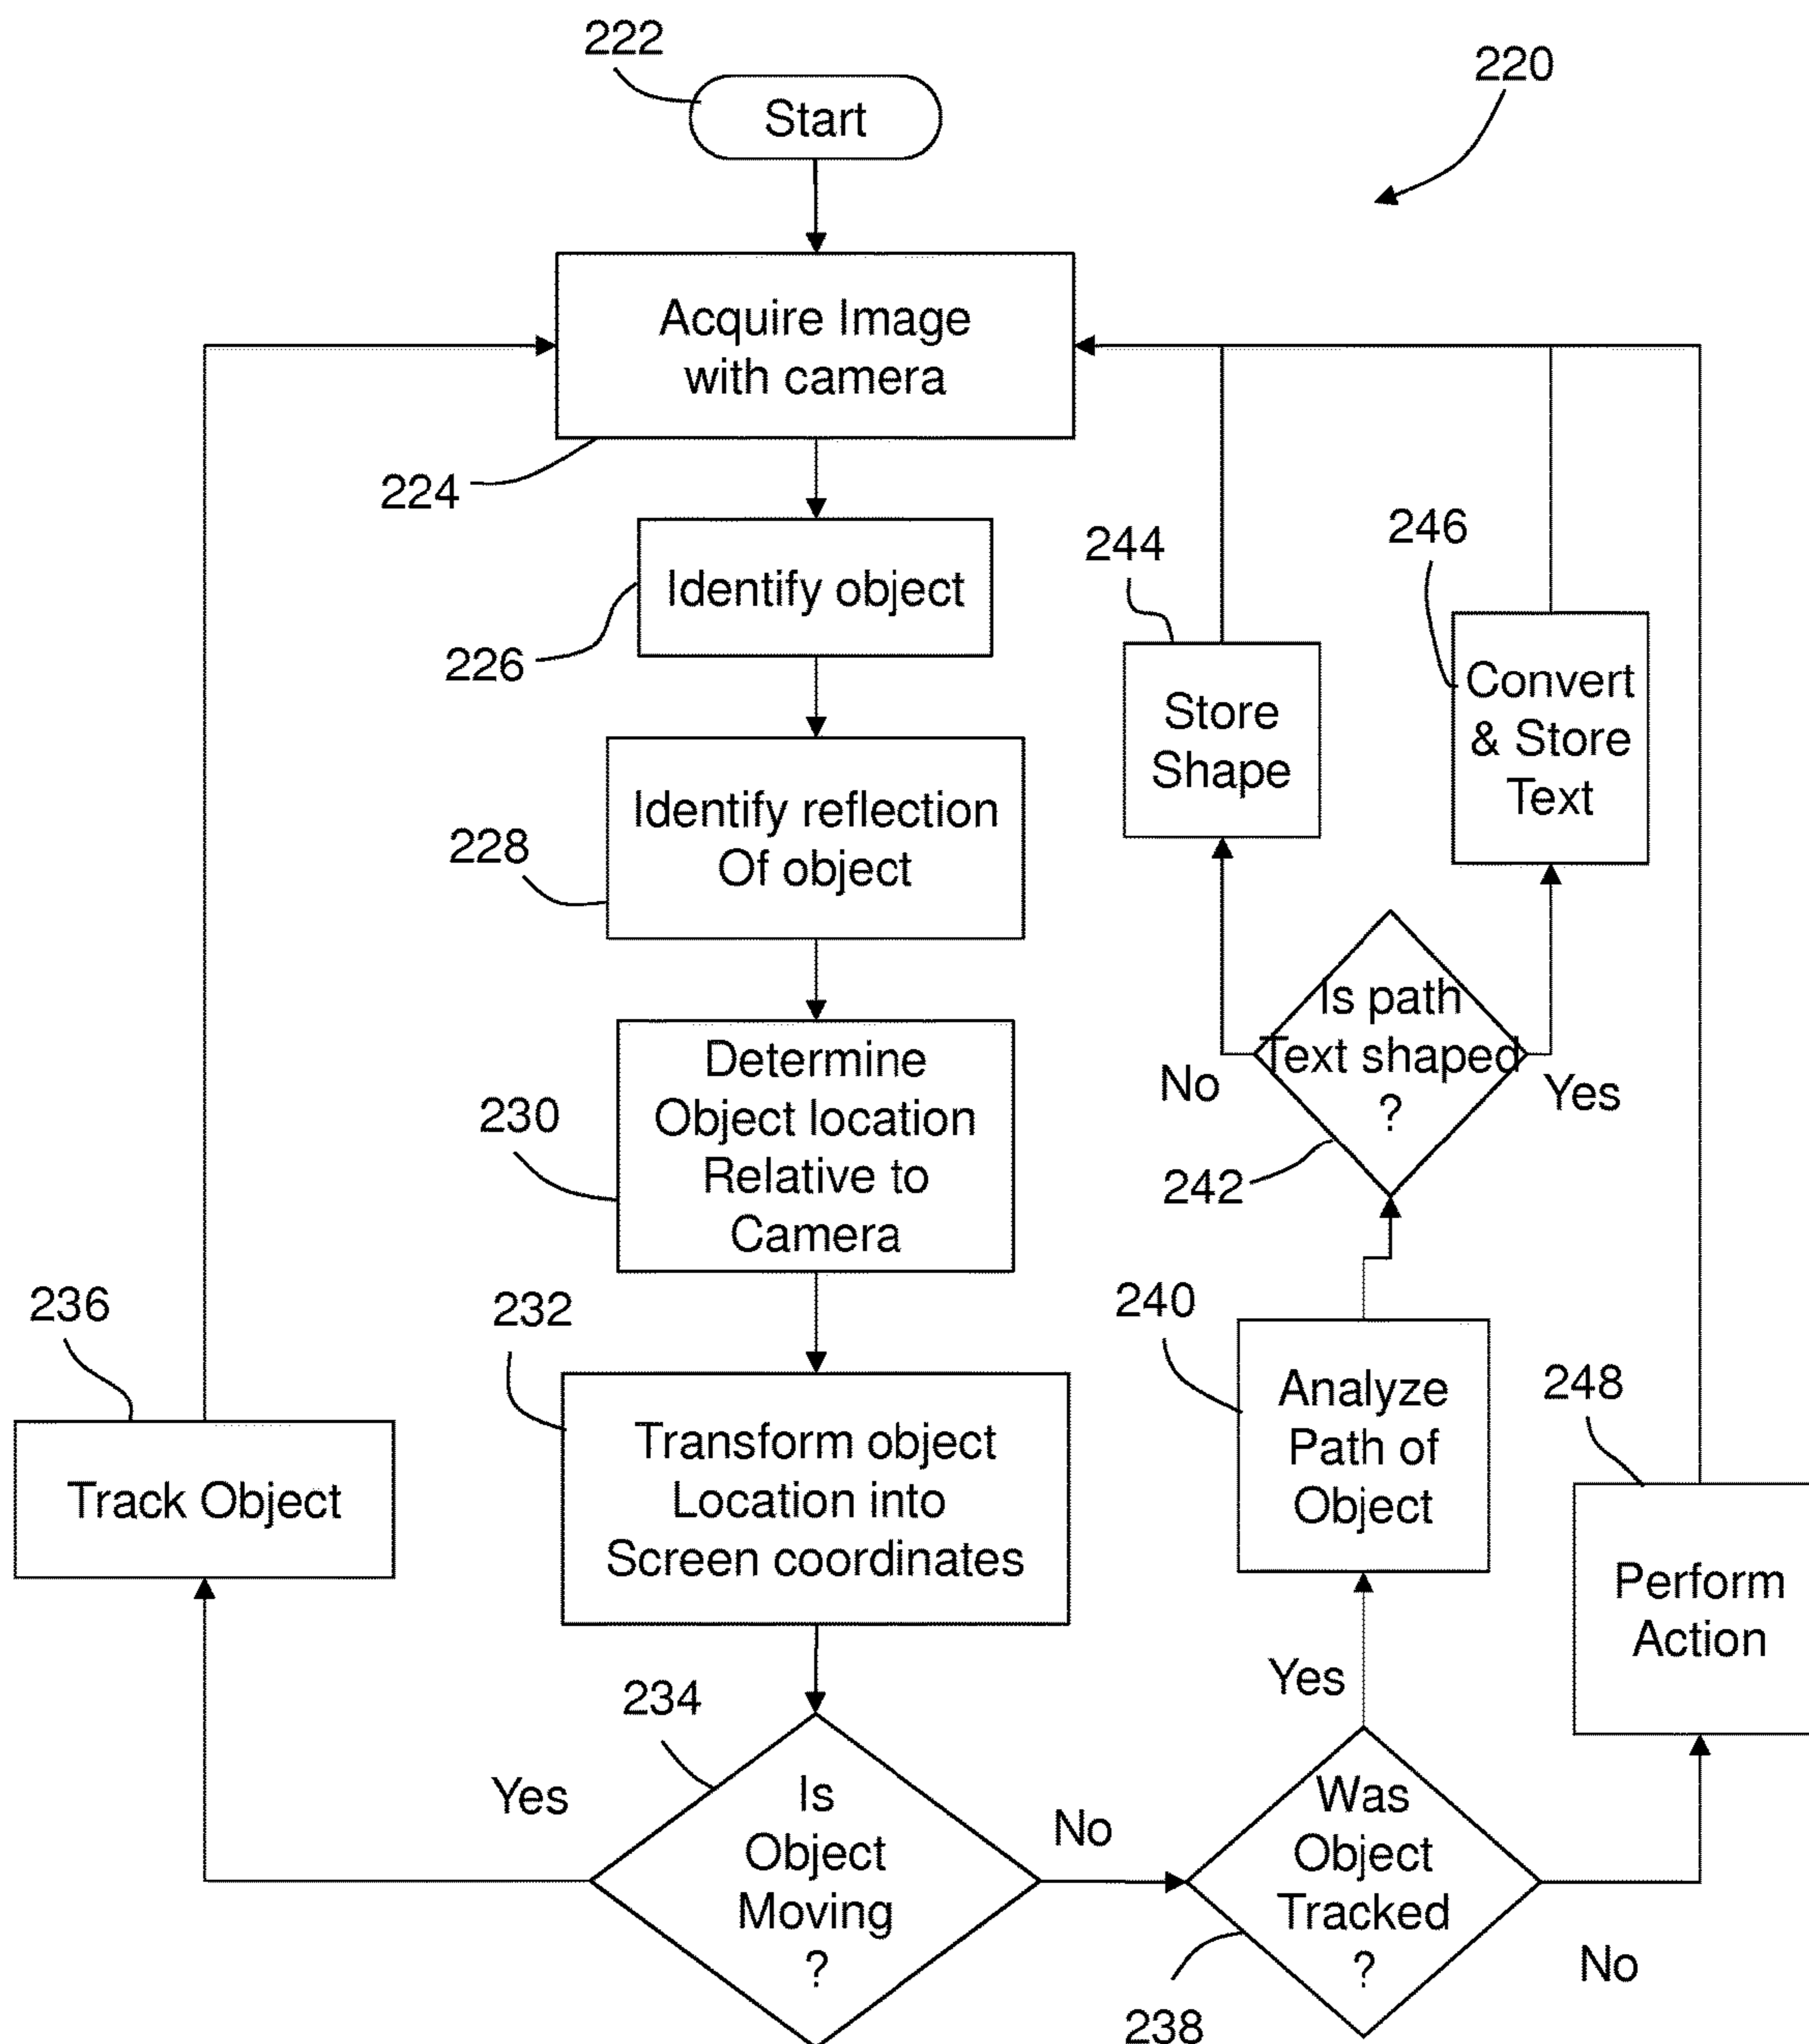 222
Start
220
Acquire Image
with camera
224
Identify object
226
Identify reflection
Of object
228
Determine
Object location
Relative to
Camera
230
232
Transform object
Location into
Screen coordinates
236
Track Object
234
Is
Object
Moving
?
Yes
No
Was
Object
Tracked
?
238
Yes
No
240
Analyze
Path of
Object
248
Perform
Action
Is path
Text shaped
?
242
No
Yes
244
Store
Shape
246
Convert
& Store
Text